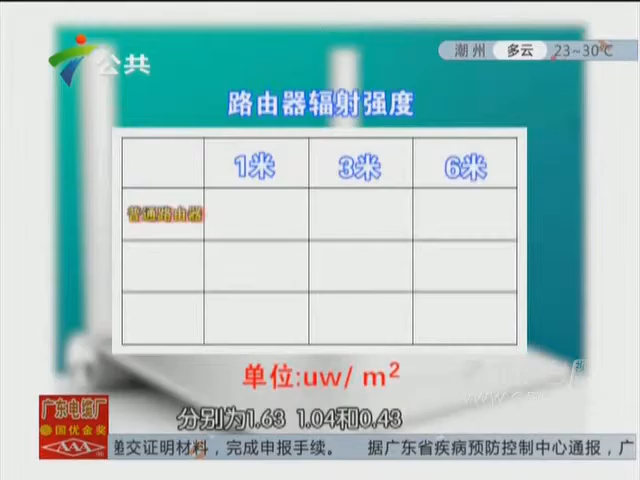 公共
潮州 多云 23~30℃
路由器辐射强度
1米 3米 6米
普通路由器
单位:uw/ m²
广东电缆厂
国优金奖
AAA
分别为1.63 1.04和0.43
递交证明材料，完成申报手续。 据广东省疾病预防控制中心通报，广